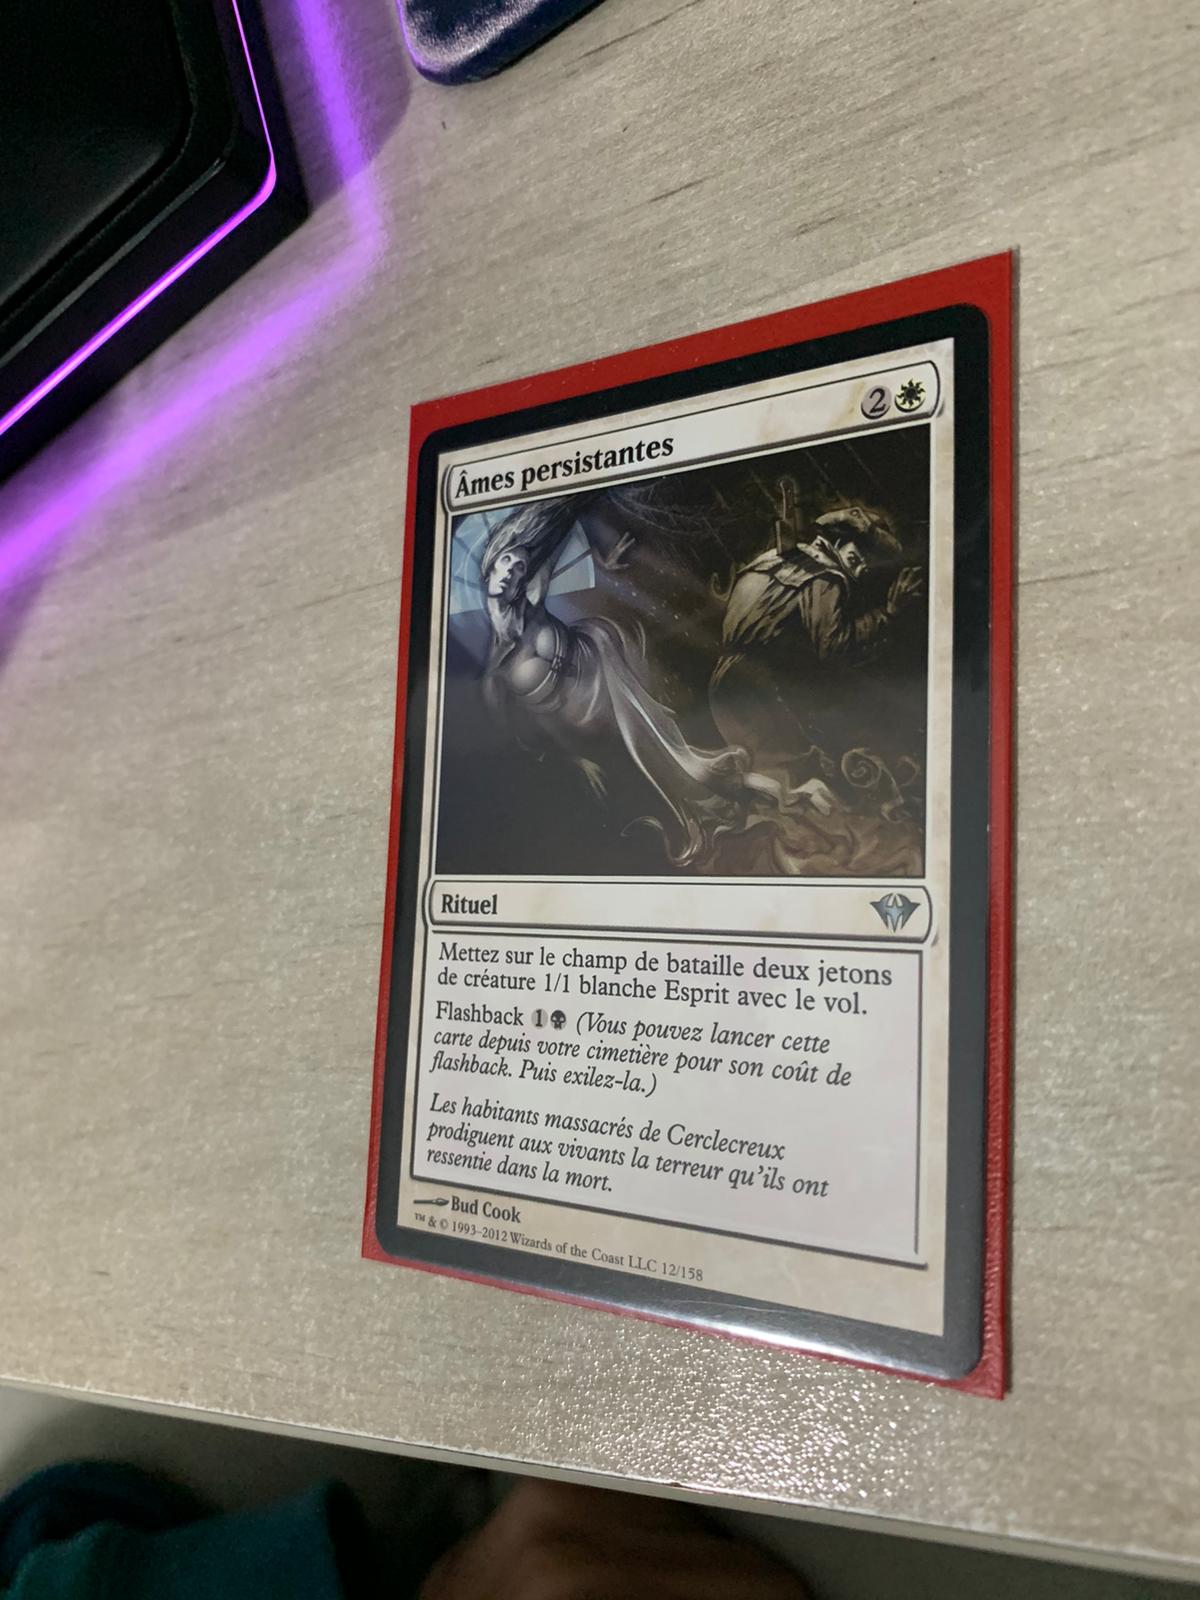 Âmes persistantes
2
Rituel
Mettez sur le champ de bataille deux jetons
de créature 1/1 blanche Esprit avec le vol.
Flashback 1 (Vous pouvez lancer cette
carte depuis votre cimetière pour son coût de
flashback. Puis exilez-la.)
Les habitants massacrés de Cerclecreux
prodiguent aux vivants la terreur qu'ils ont
ressentie dans la mort.
Bud Cook
™ & © 1993–2012 Wizards of the Coast LLC 12/158